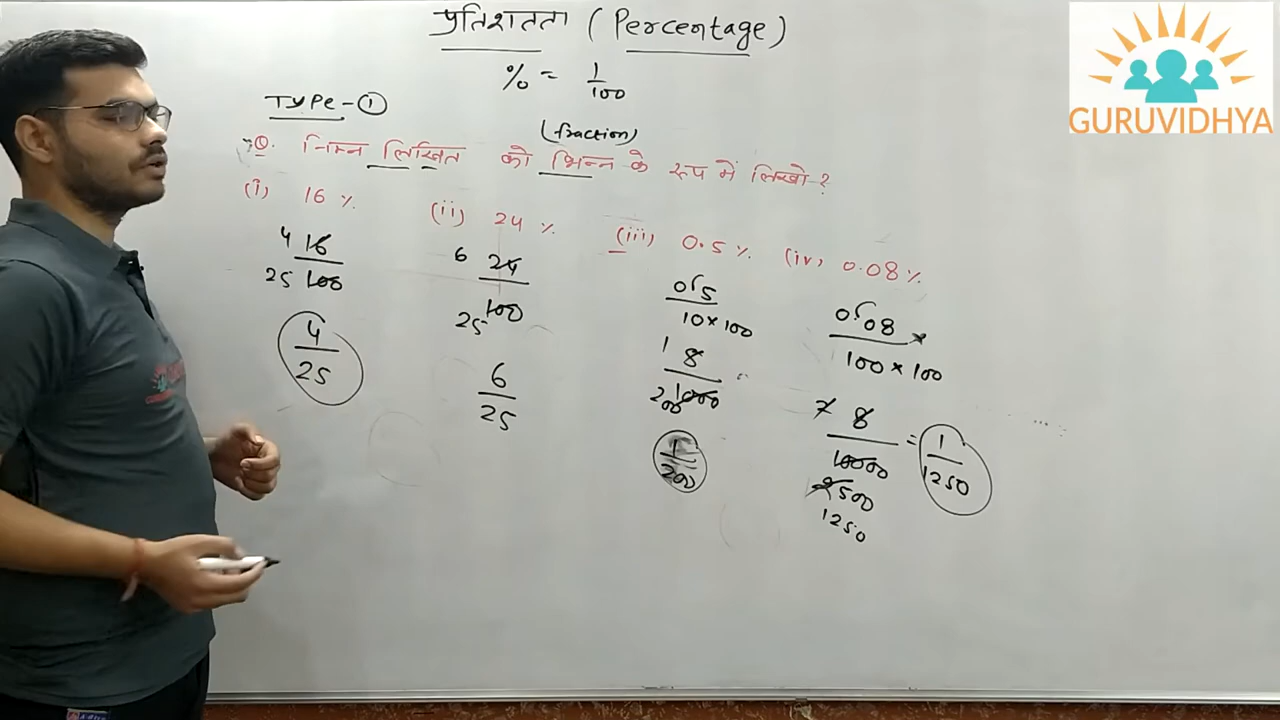 प्रतिशतता (Percentage)
% = 1/100
TYPE-①
(fraction)
Q. निम्न लिखित को भिन्न के रूप में लिखो?
(i) 16 % (ii) 24 % (iii) 0.5 % (iv) 0.08 %
4 16 / 25 100
4/25
6 24 / 25 100
6/25
0.5 / 10×100
1 / 200 1000
1/200
0.08 / 100×100
8 / 10000 = 1/1250
2500
1250
GURUVIDHYA